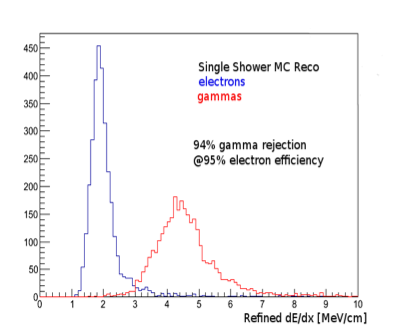 450
400
350
300
250
200
150
100
50
0
Single Shower MC Reco
electrons
gammas
94% gamma rejection
@95% electron efficiency
0 1 2 3 4 5 6 7 8 9 10
Refined dE/dx [MeV/cm]